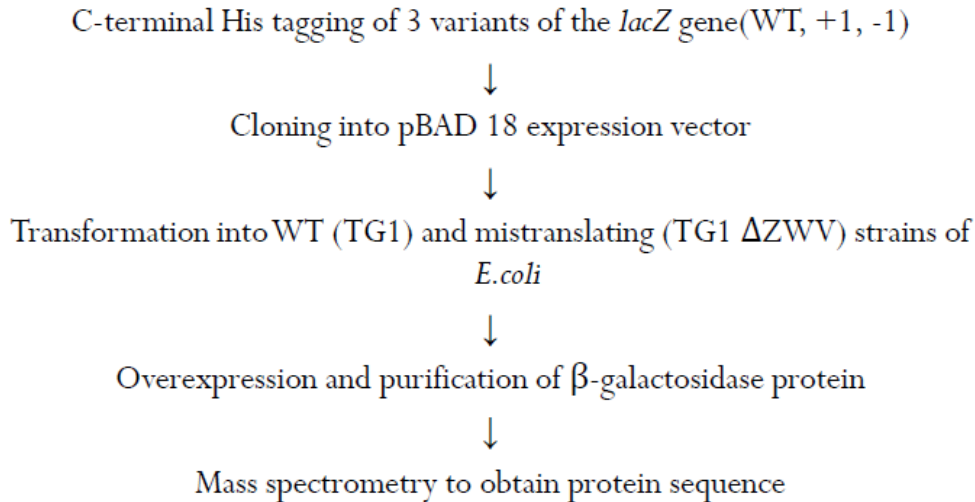 C-terminal His tagging of 3 variants of the lacZ gene(WT, +1, -1)
↓
Cloning into pBAD 18 expression vector
↓
Transformation into WT (TG1) and mistranslating (TG1 ΔZWV) strains of
E.coli
↓
Overexpression and purification of β-galactosidase protein
↓
Mass spectrometry to obtain protein sequence